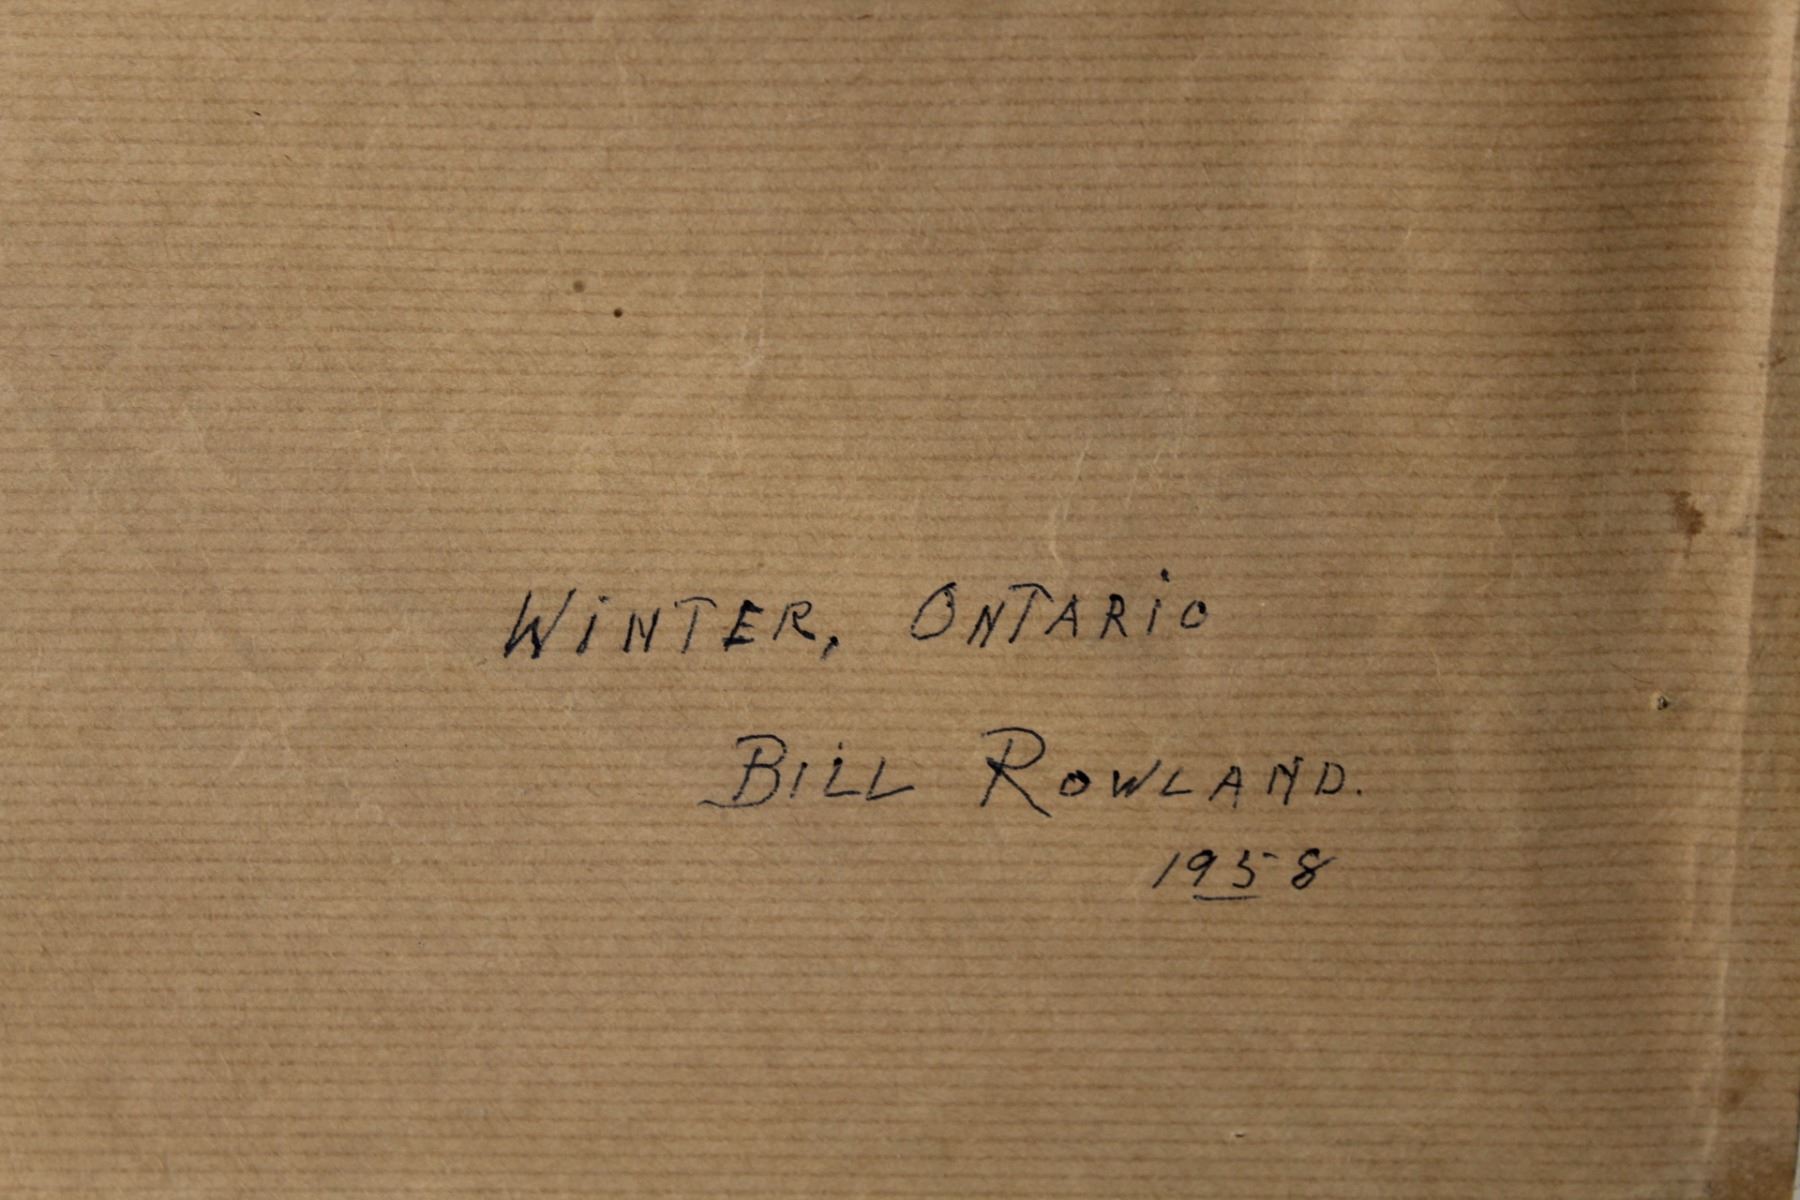 WINTER, ONTARIO
BILL ROWLAND.
1958